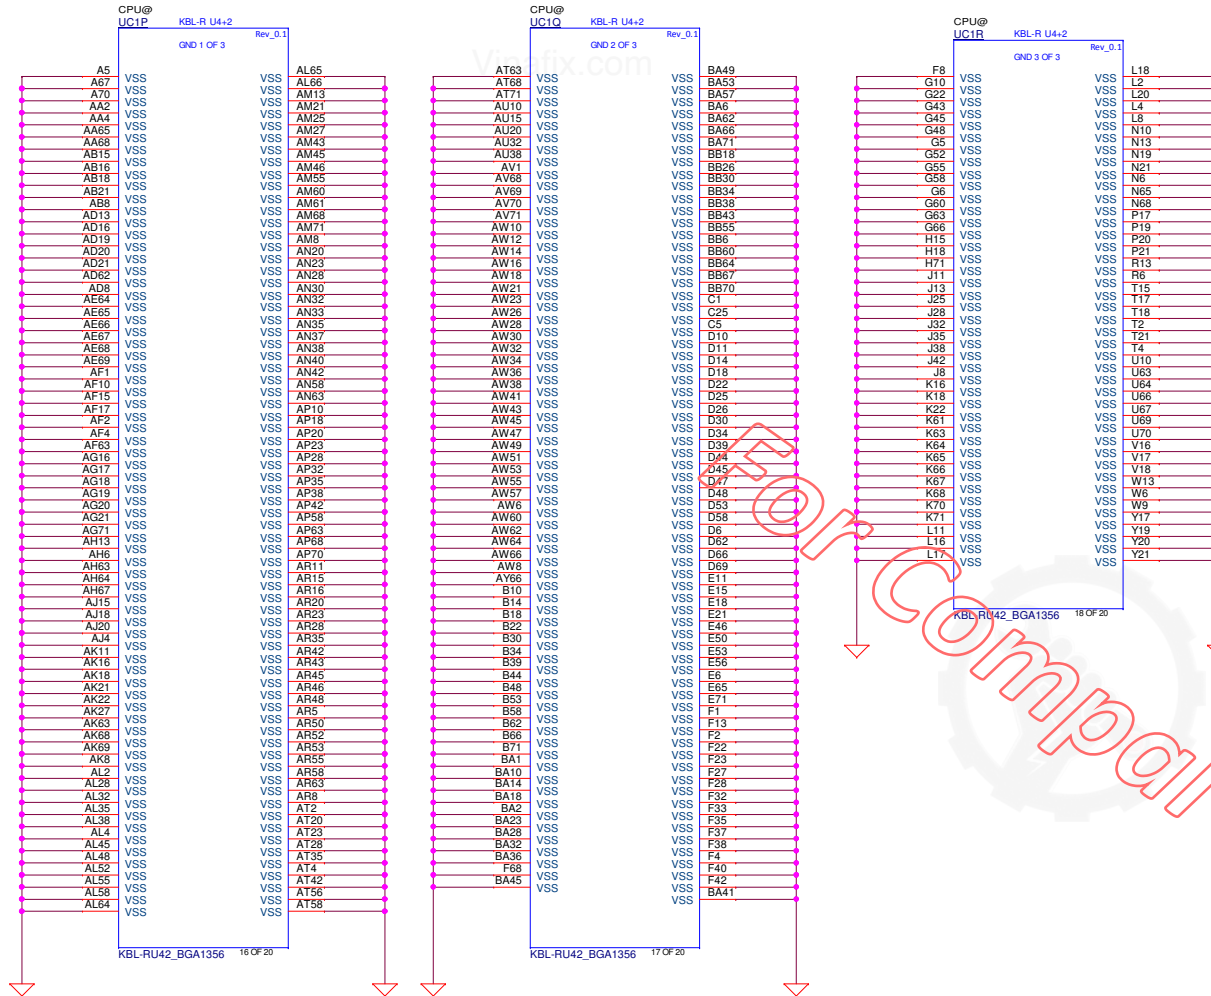 CPU@
UC1P KBL-R U4+2
Rev_0.1
GND 1 OF 3
A5 VSS VSS AL65
A67 VSS VSS AL66
A70 VSS VSS AM13
AA2 VSS VSS AM21
AA4 VSS VSS AM25
AA65 VSS VSS AM27
AA68 VSS VSS AM43
AB15 VSS VSS AM45
AB16 VSS VSS AM46
AB18 VSS VSS AM55
AB21 VSS VSS AM60
AB8 VSS VSS AM61
AD13 VSS VSS AM68
AD16 VSS VSS AM71
AD19 VSS VSS AM8
AD20 VSS VSS AN20
AD21 VSS VSS AN23
AD62 VSS VSS AN28
AD8 VSS VSS AN30
AE64 VSS VSS AN32
AE65 VSS VSS AN33
AE66 VSS VSS AN35
AE67 VSS VSS AN37
AE68 VSS VSS AN38
AE69 VSS VSS AN40
AF1 VSS VSS AN42
AF10 VSS VSS AN58
AF15 VSS VSS AN63
AF17 VSS VSS AP10
AF2 VSS VSS AP18
AF4 VSS VSS AP20
AF63 VSS VSS AP23
AG16 VSS VSS AP28
AG17 VSS VSS AP32
AG18 VSS VSS AP35
AG19 VSS VSS AP38
AG20 VSS VSS AP42
AG21 VSS VSS AP58
AG71 VSS VSS AP63
AH13 VSS VSS AP68
AH6 VSS VSS AP70
AH63 VSS VSS AR11
AH64 VSS VSS AR15
AH67 VSS VSS AR16
AJ15 VSS VSS AR20
AJ18 VSS VSS AR23
AJ20 VSS VSS AR28
AJ4 VSS VSS AR35
AK11 VSS VSS AR42
AK16 VSS VSS AR43
AK18 VSS VSS AR45
AK21 VSS VSS AR46
AK22 VSS VSS AR48
AK27 VSS VSS AR5
AK63 VSS VSS AR50
AK68 VSS VSS AR52
AK69 VSS VSS AR53
AK8 VSS VSS AR55
AL2 VSS VSS AR58
AL28 VSS VSS AR63
AL32 VSS VSS AR8
AL35 VSS VSS AT2
AL38 VSS VSS AT20
AL4 VSS VSS AT23
AL45 VSS VSS AT28
AL48 VSS VSS AT35
AL52 VSS VSS AT4
AL55 VSS VSS AT42
AL58 VSS VSS AT56
AL64 VSS VSS AT58
KBL-RU42_BGA1356 16 OF 20
CPU@
UC1Q KBL-R U4+2
Rev_0.1
GND 2 OF 3
Vinafix.com
AT63 VSS VSS BA49
AT68 VSS VSS BA53
AT71 VSS VSS BA57
AU10 VSS VSS BA6
AU15 VSS VSS BA62
AU20 VSS VSS BA66
AU32 VSS VSS BA71
AU38 VSS VSS BB18
AV1 VSS VSS BB26
AV68 VSS VSS BB30
AV69 VSS VSS BB34
AV70 VSS VSS BB38
AV71 VSS VSS BB43
AW10 VSS VSS BB55
AW12 VSS VSS BB6
AW14 VSS VSS BB60
AW16 VSS VSS BB64
AW18 VSS VSS BB67
AW21 VSS VSS BB70
AW23 VSS VSS C1
AW26 VSS VSS C25
AW28 VSS VSS C5
AW30 VSS VSS D10
AW32 VSS VSS D11
AW34 VSS VSS D14
AW36 VSS VSS D18
AW38 VSS VSS D22
AW41 VSS VSS D25
AW43 VSS VSS D26
AW45 VSS VSS D30
AW47 VSS VSS D34
AW49 VSS VSS D39
AW51 VSS VSS D44
AW53 VSS VSS D45
AW55 VSS VSS D47
AW57 VSS VSS D48
AW6 VSS VSS D53
AW60 VSS VSS D58
AW62 VSS VSS D6
AW64 VSS VSS D62
AW66 VSS VSS D66
AW8 VSS VSS D69
AY66 VSS VSS E11
B10 VSS VSS E15
B14 VSS VSS E18
B18 VSS VSS E21
B22 VSS VSS E46
B30 VSS VSS E50
B34 VSS VSS E53
B39 VSS VSS E56
B44 VSS VSS E6
B48 VSS VSS E65
B53 VSS VSS E71
B58 VSS VSS F1
B62 VSS VSS F13
B66 VSS VSS F2
B71 VSS VSS F22
BA1 VSS VSS F23
BA10 VSS VSS F27
BA14 VSS VSS F28
BA18 VSS VSS F32
BA2 VSS VSS F33
BA23 VSS VSS F35
BA28 VSS VSS F37
BA32 VSS VSS F38
BA36 VSS VSS F4
F68 VSS VSS F40
BA45 VSS VSS F42
VSS BA41
KBL-RU42_BGA1356 17 OF 20
CPU@
UC1R KBL-R U4+2
Rev_0.1
GND 3 OF 3
F8 VSS VSS L18
G10 VSS VSS L2
G22 VSS VSS L20
G43 VSS VSS L4
G45 VSS VSS L8
G48 VSS VSS N10
G5 VSS VSS N13
G52 VSS VSS N19
G55 VSS VSS N21
G58 VSS VSS N6
G6 VSS VSS N65
G60 VSS VSS N68
G63 VSS VSS P17
G66 VSS VSS P19
H15 VSS VSS P20
H18 VSS VSS P21
H71 VSS VSS R13
J11 VSS VSS R6
J13 VSS VSS T15
J25 VSS VSS T17
J28 VSS VSS T18
J32 VSS VSS T2
J35 VSS VSS T21
J38 VSS VSS T4
J42 VSS VSS U10
J8 VSS VSS U63
K16 VSS VSS U64
K18 VSS VSS U66
K22 VSS VSS U67
K61 VSS VSS U69
K63 VSS VSS U70
K64 VSS VSS V16
K65 VSS VSS V17
K66 VSS VSS V18
K67 VSS VSS W13
K68 VSS VSS W6
K70 VSS VSS W9
K71 VSS VSS Y17
L11 VSS VSS Y19
L16 VSS VSS Y20
L17 VSS VSS Y21
KBL-RU42_BGA1356 18 OF 20
For Compal